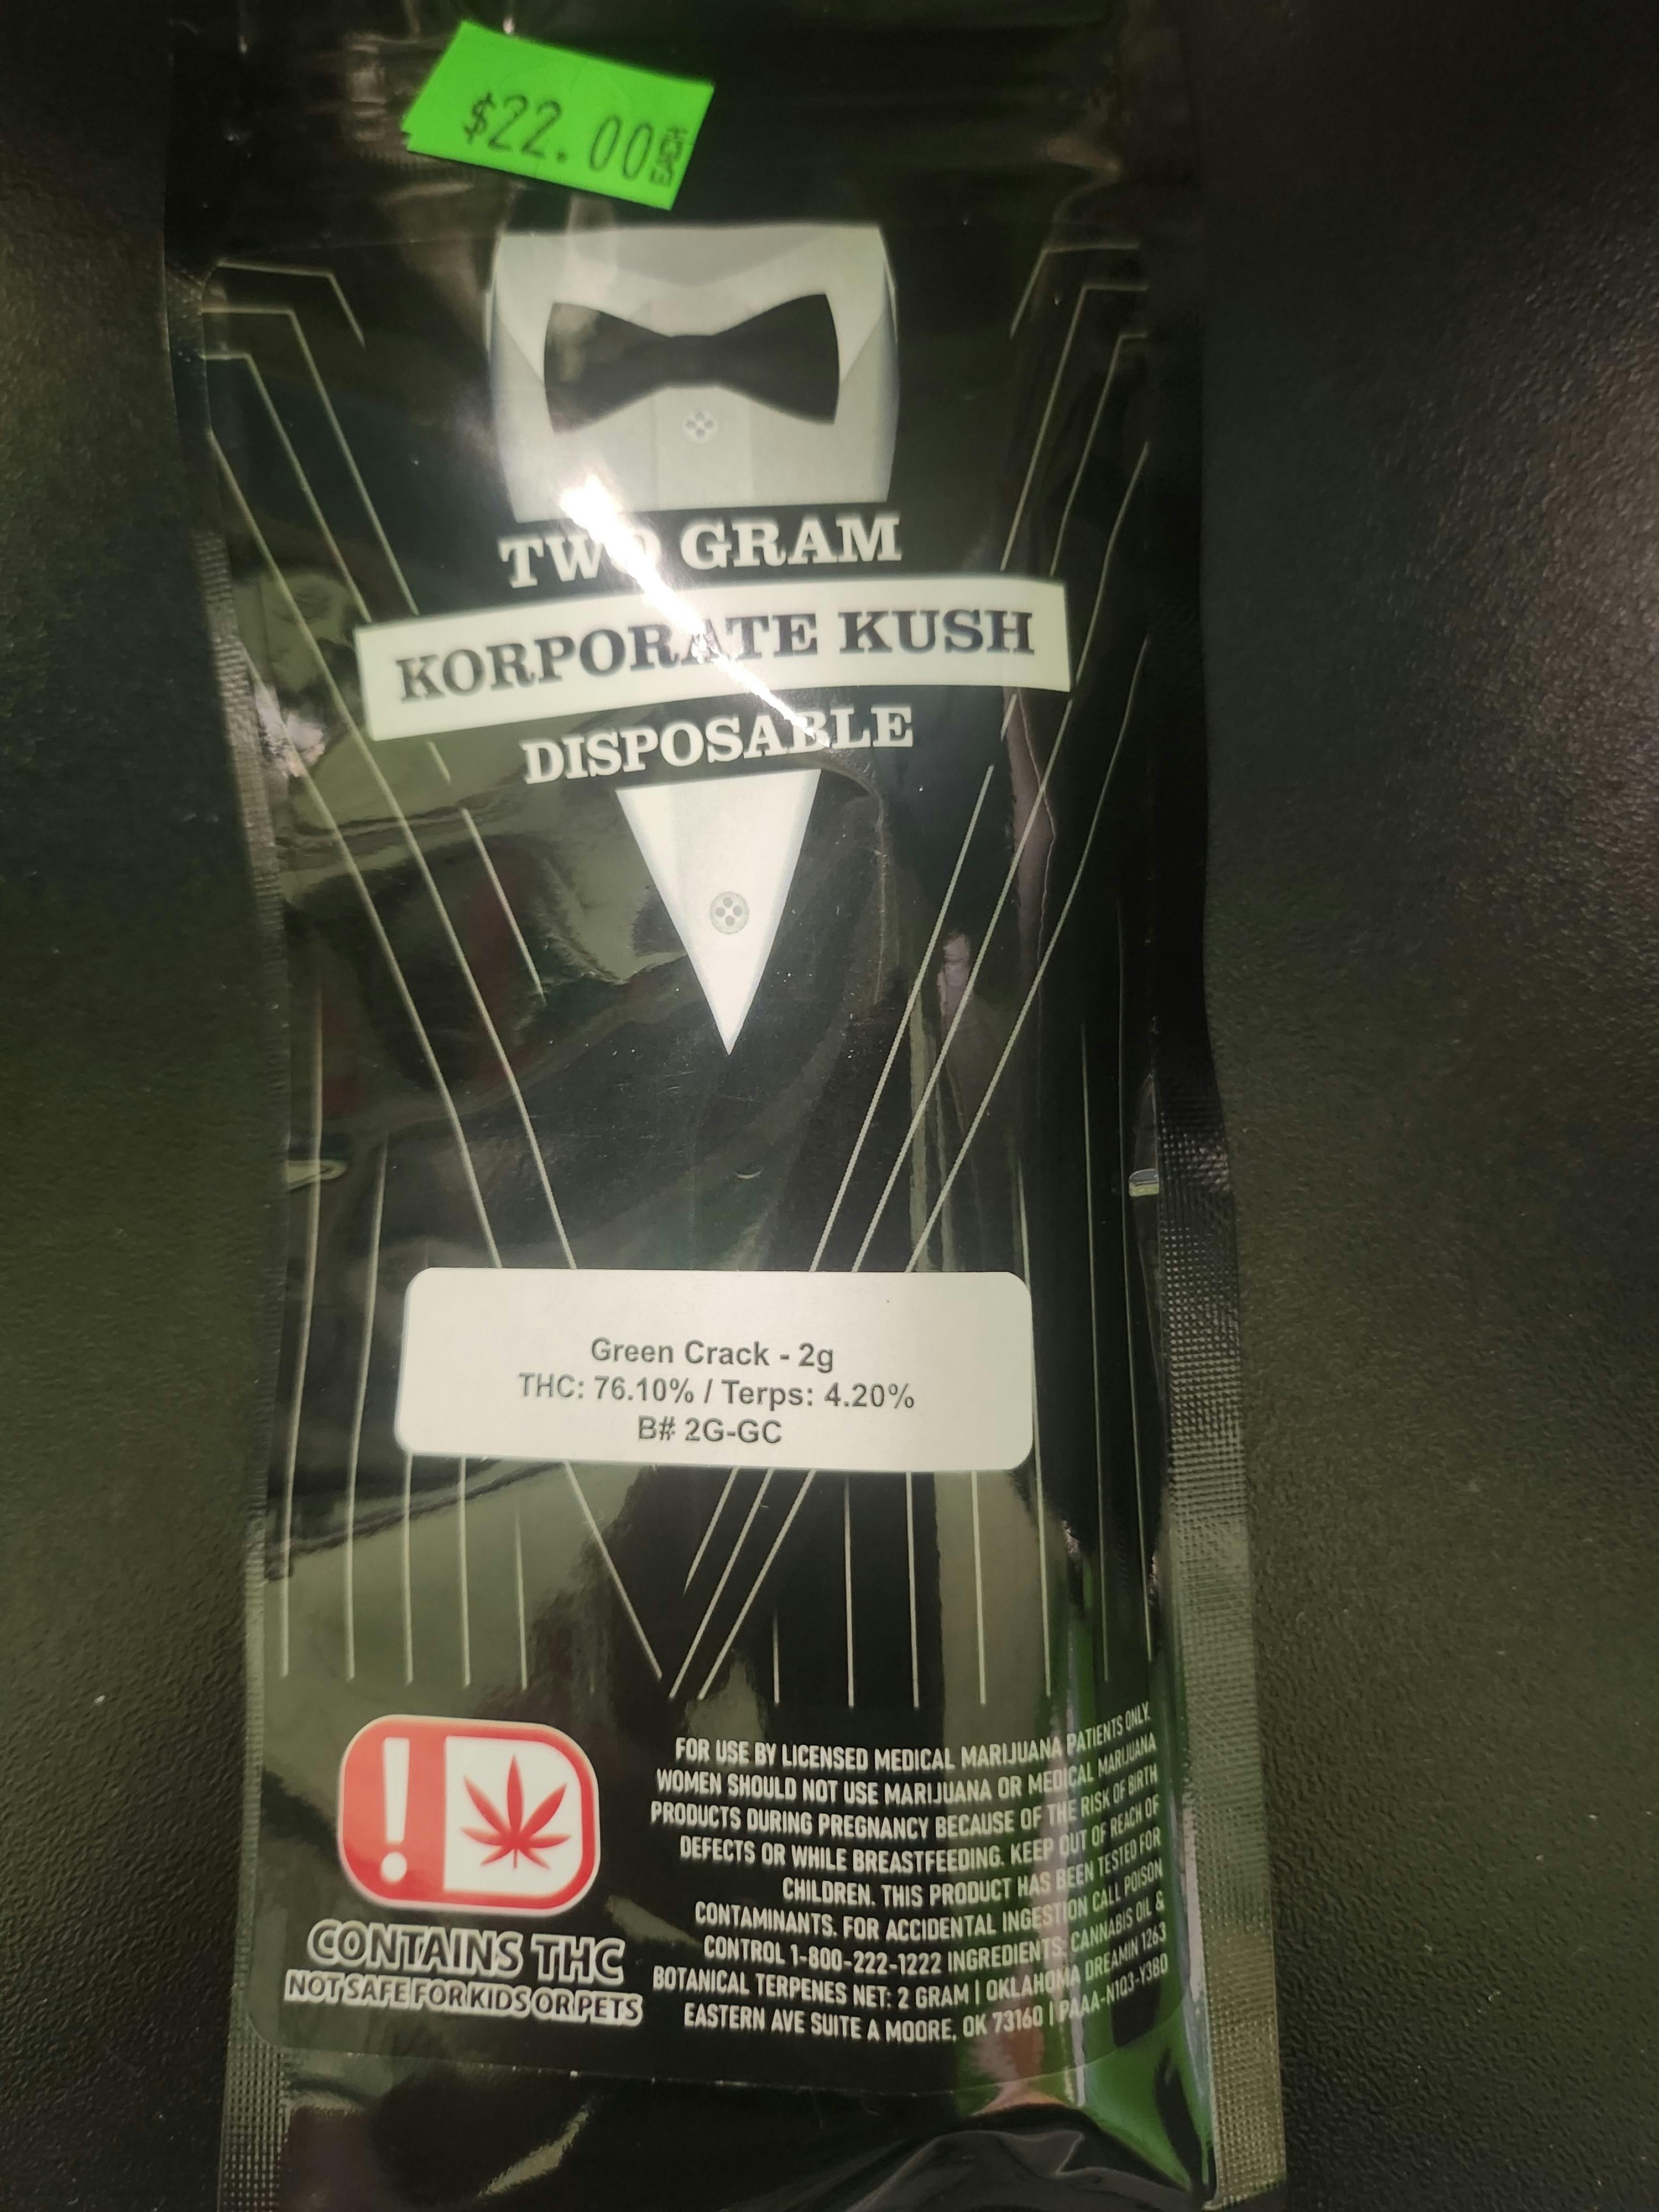 $22.00 EACH
TWO GRAM
KORPORATE KUSH
DISPOSABLE
Green Crack - 2g
THC: 76.10% / Terps: 4.20%
B# 2G-GC
!
CONTAINS THC
NOT SAFE FOR KIDS OR PETS
FOR USE BY LICENSED MEDICAL MARIJUANA PATIENTS ONLY.
WOMEN SHOULD NOT USE MARIJUANA OR MEDICAL MARIJUANA
PRODUCTS DURING PREGNANCY BECAUSE OF THE RISK OF BIRTH
DEFECTS OR WHILE BREASTFEEDING. KEEP OUT OF REACH OF
CHILDREN. THIS PRODUCT HAS BEEN TESTED FOR
CONTAMINANTS. FOR ACCIDENTAL INGESTION CALL POISON
CONTROL 1-800-222-1222 INGREDIENTS: CANNABIS OIL &
BOTANICAL TERPENES NET: 2 GRAM | OKLAHOMA DREAMIN 1263
EASTERN AVE SUITE A MOORE, OK 73160 | PAAA-N1Q3-Y3BD